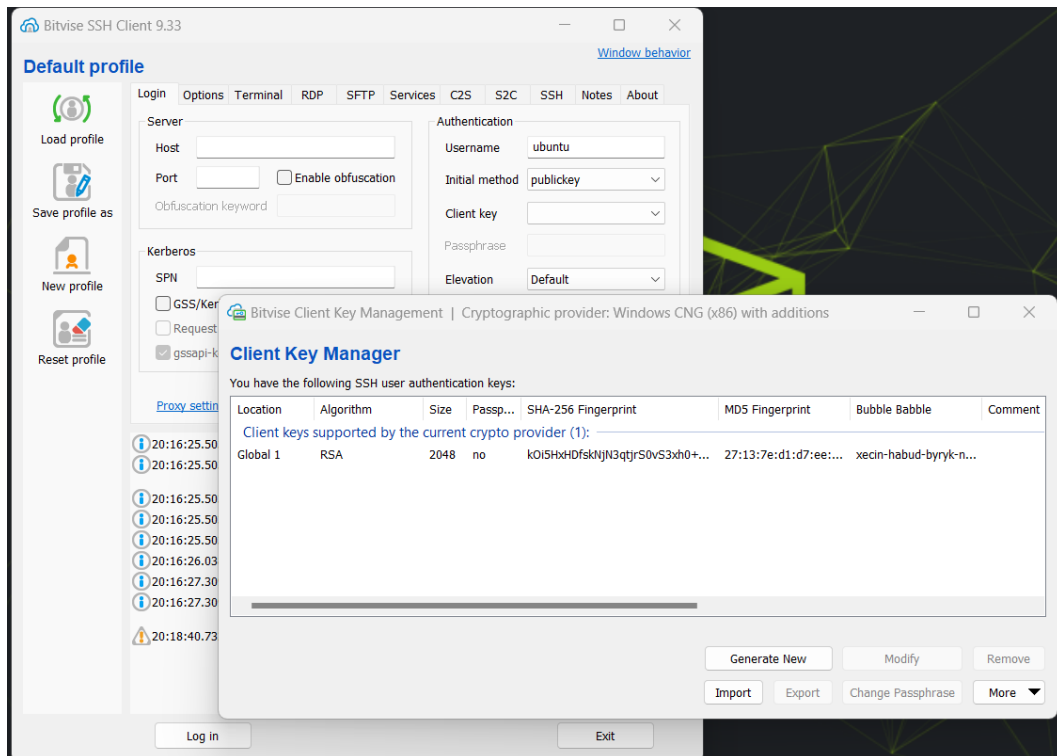 Bitvise SSH Client 9.33
Window behavior
Default profile
Load profile
Save profile as
New profile
Reset profile
Login Options Terminal RDP SFTP Services C2S S2C SSH Notes About
Server
Host
Port
Enable obfuscation
Obfuscation keyword
Kerberos
SPN
GSS/Ker
Request
gssapi-k
Proxy settin
Authentication
Username ubuntu
Initial method publickey
Client key
Passphrase
Elevation Default
20:16:25.50
20:16:25.50
20:16:25.50
20:16:25.50
20:16:25.50
20:16:26.03
20:16:27.30
20:16:27.30
20:18:40.73
Log in
Exit
Bitvise Client Key Management | Cryptographic provider: Windows CNG (x86) with additions
Client Key Manager
You have the following SSH user authentication keys:
Location Algorithm Size Passp... SHA-256 Fingerprint MD5 Fingerprint Bubble Babble Comment
Client keys supported by the current crypto provider (1):
Global 1 RSA 2048 no kOi5HxHDfskNjN3qtjrS0vS3xh0+... 27:13:7e:d1:d7:ee:... xecin-habud-byryk-n...
Generate New Modify Remove
Import Export Change Passphrase More